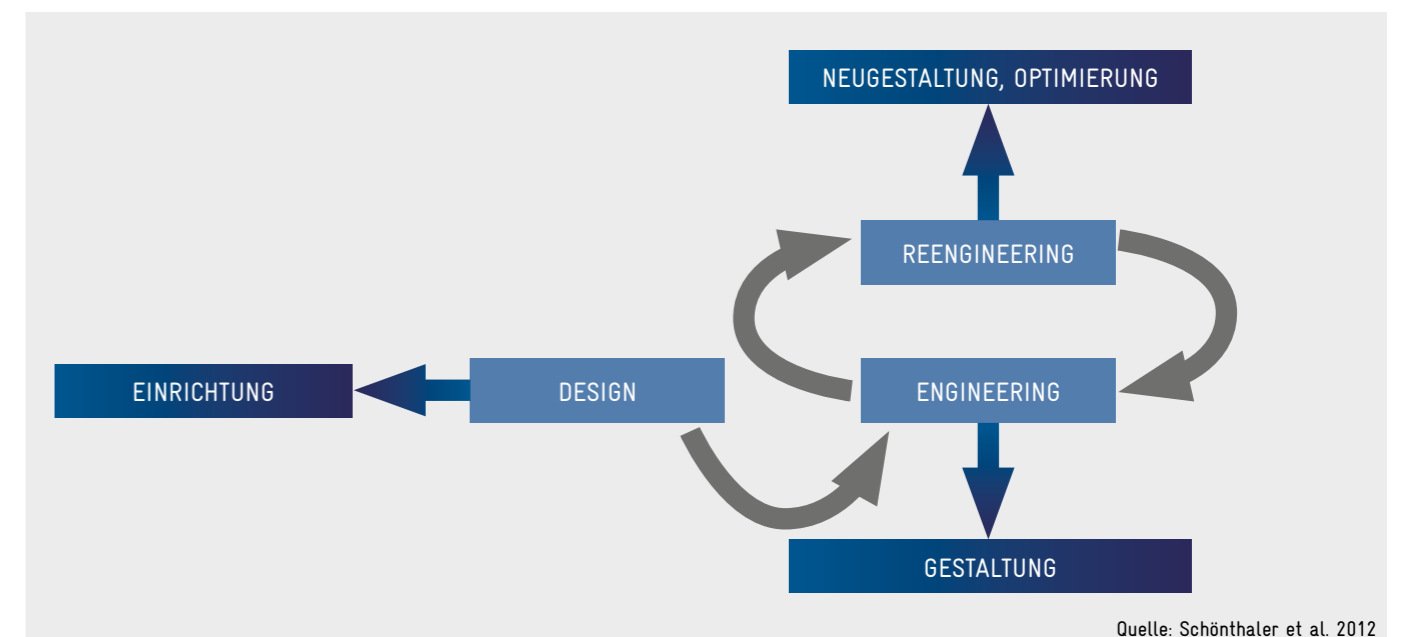 NEUGESTALTUNG, OPTIMIERUNG
REENGINEERING
EINRICHTUNG
DESIGN
ENGINEERING
GESTALTUNG
Quelle: Schönthaler et al. 2012